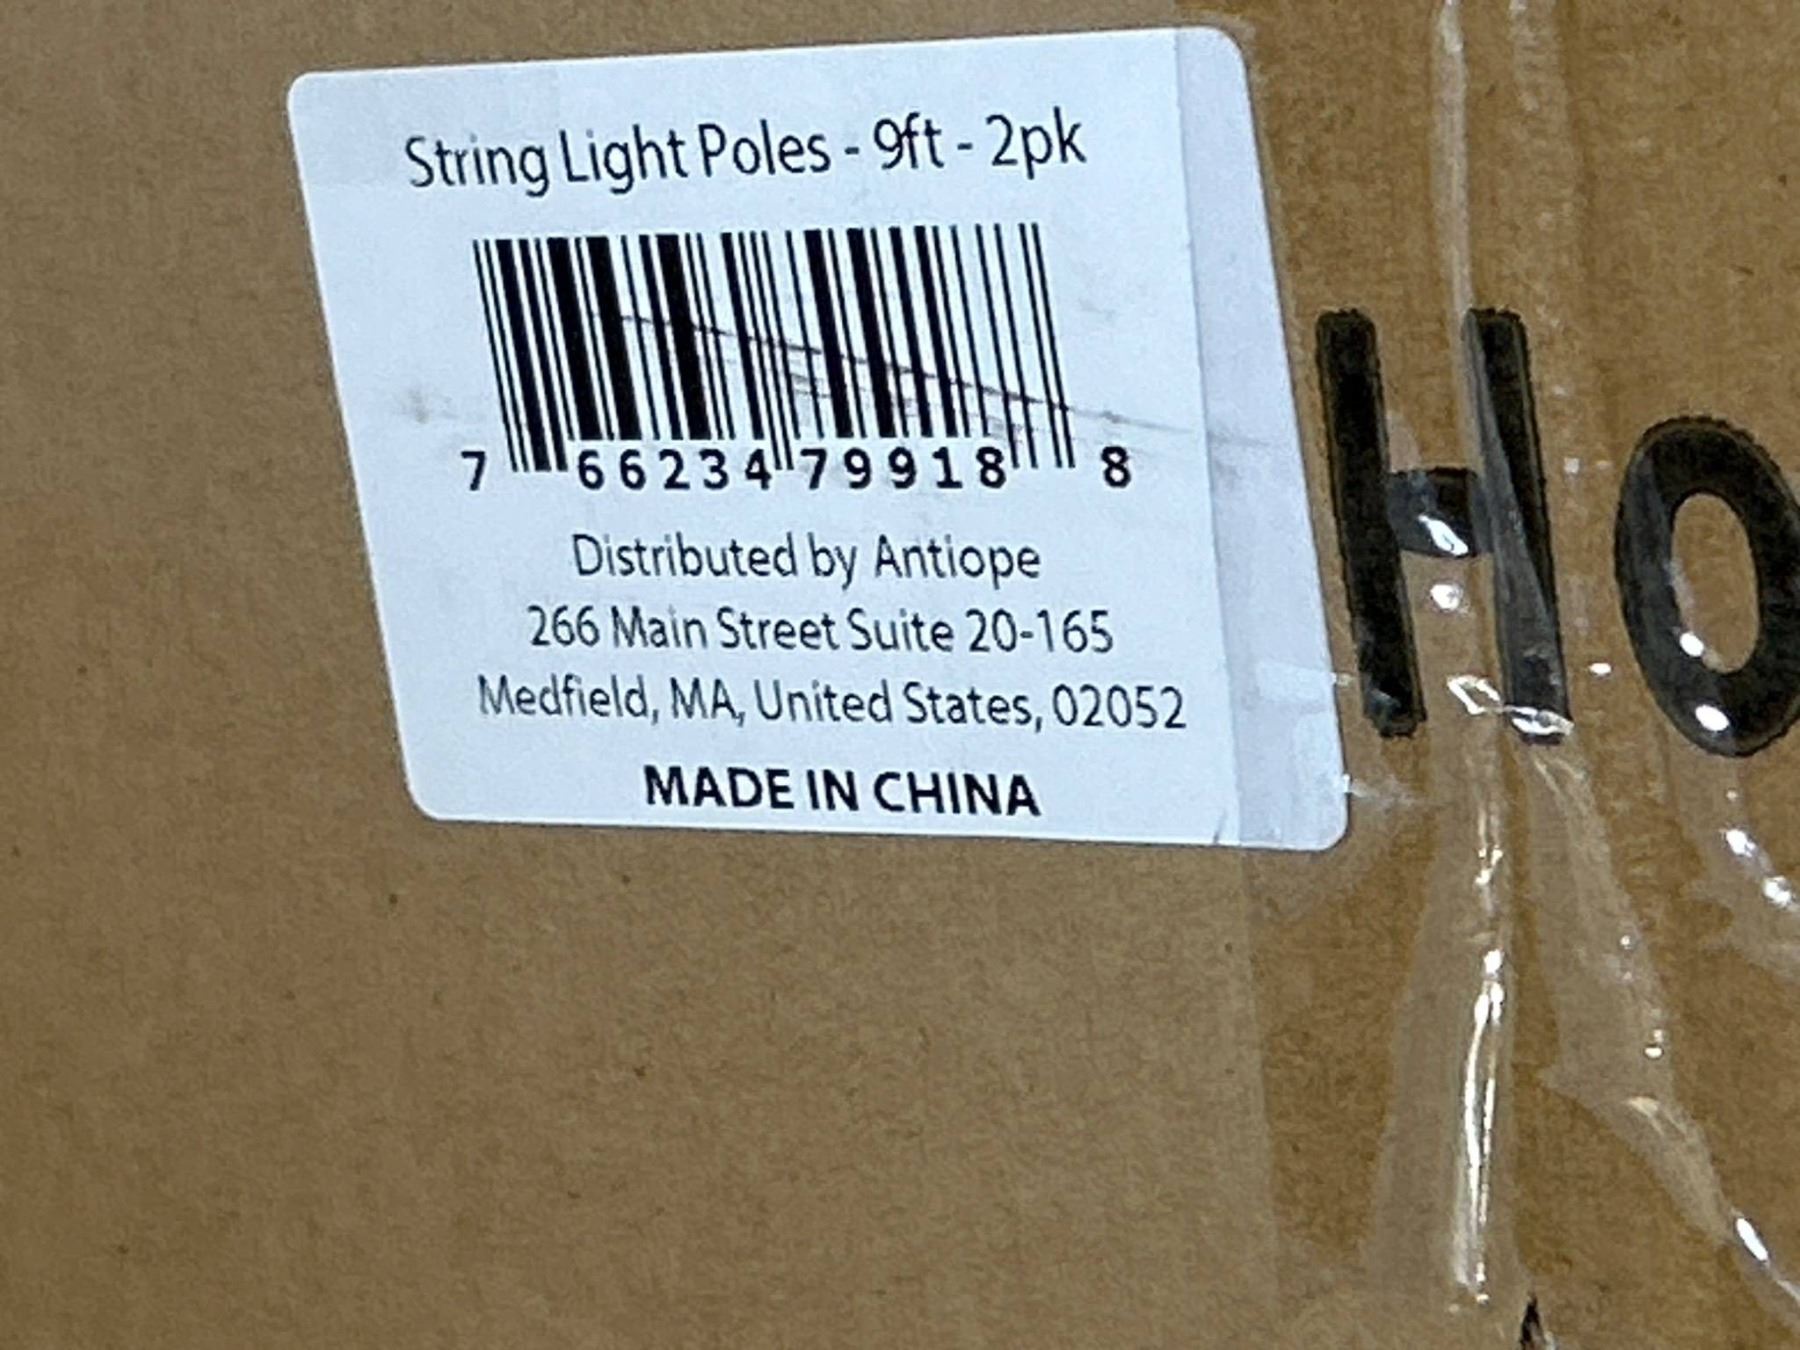 String Light Poles - 9ft - 2pk
7 66234 79918 8
Distributed by Antiope
266 Main Street Suite 20-165
Medfield, MA, United States, 02052
MADE IN CHINA
Ho